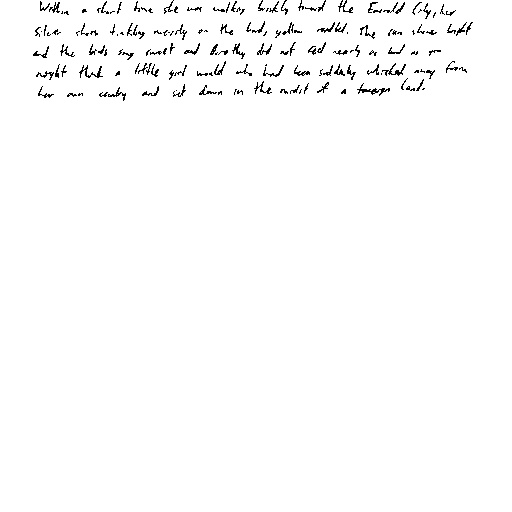 Within a short time she was walking briskly toward the Emerald City, her
Silver shoes tinkling merrily on the hard, yellow roadbed. The sun shone bright
and the birds sang sweet and Dorothy did not feel nearly as bad as you
might think a little girl would who had been suddenly whisked away from
her own country and set down in the midst of a foreign land.